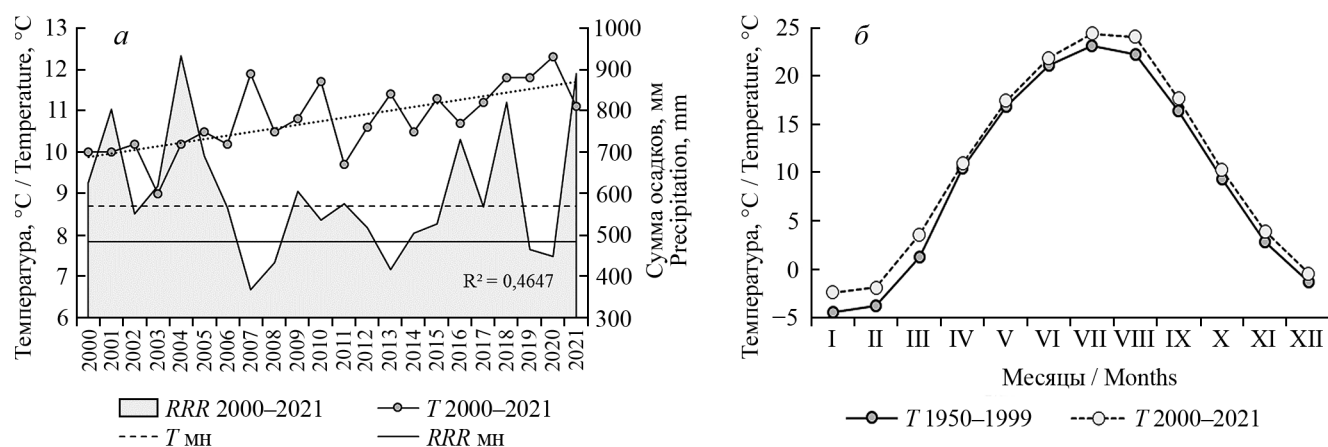 а
Температура, °C / Temperature, °C
13
12
11
10
9
8
7
6
1000
900
800
700
600
500
400
300
Сумма осадков, мм
Precipitation, mm
R² = 0,4647
2000 2001 2002 2003 2004 2005 2006 2007 2008 2009 2010 2011 2012 2013 2014 2015 2016 2017 2018 2019 2020 2021
RRR 2000–2021 T 2000–2021
T мн RRR мн
б
Температура, °C / Temperature, °C
25
20
15
10
5
0
−5
I II III IV V VI VII VIII IX X XI XII
Месяцы / Months
T 1950–1999 T 2000–2021